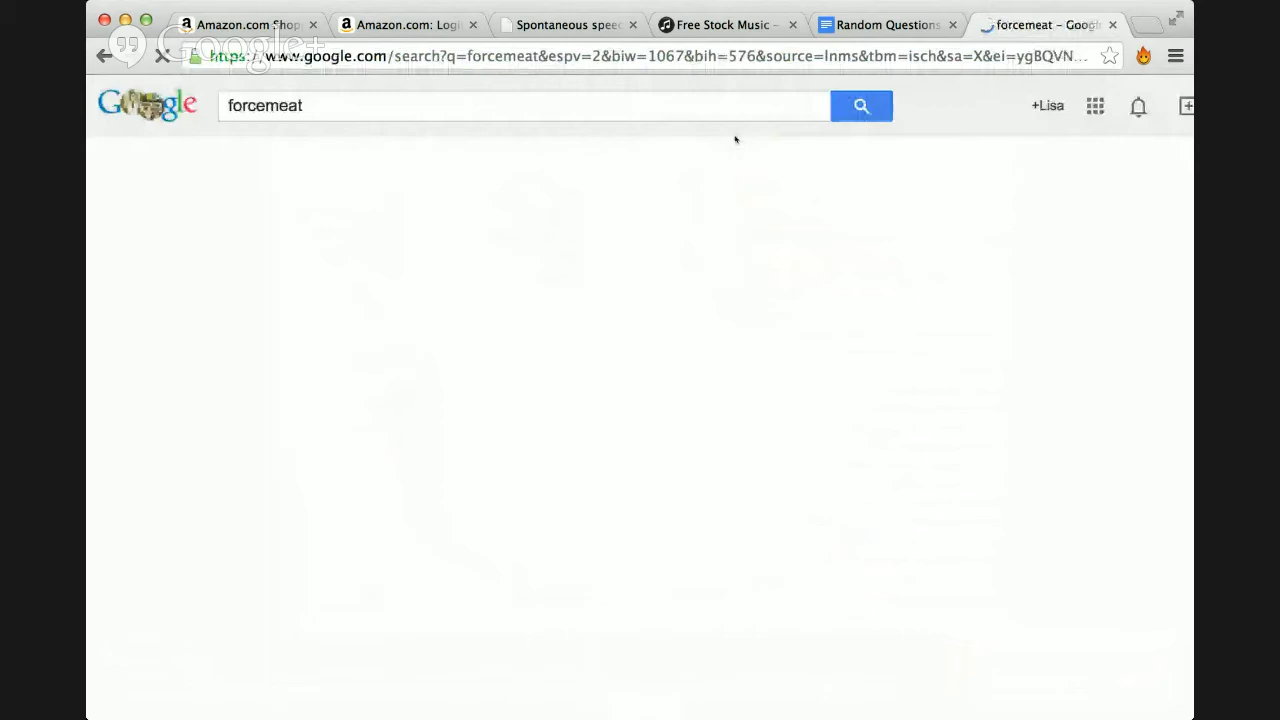 Amazon.com Shop
Amazon.com: Logi
Spontaneous spee
Free Stock Music –
Random Questions
forcemeat – Goog
Google+
https://www.google.com/search?q=forcemeat&espv=2&biw=1067&bih=576&source=lnms&tbm=isch&sa=X&ei=ygBQVN...
Google
forcemeat
+Lisa